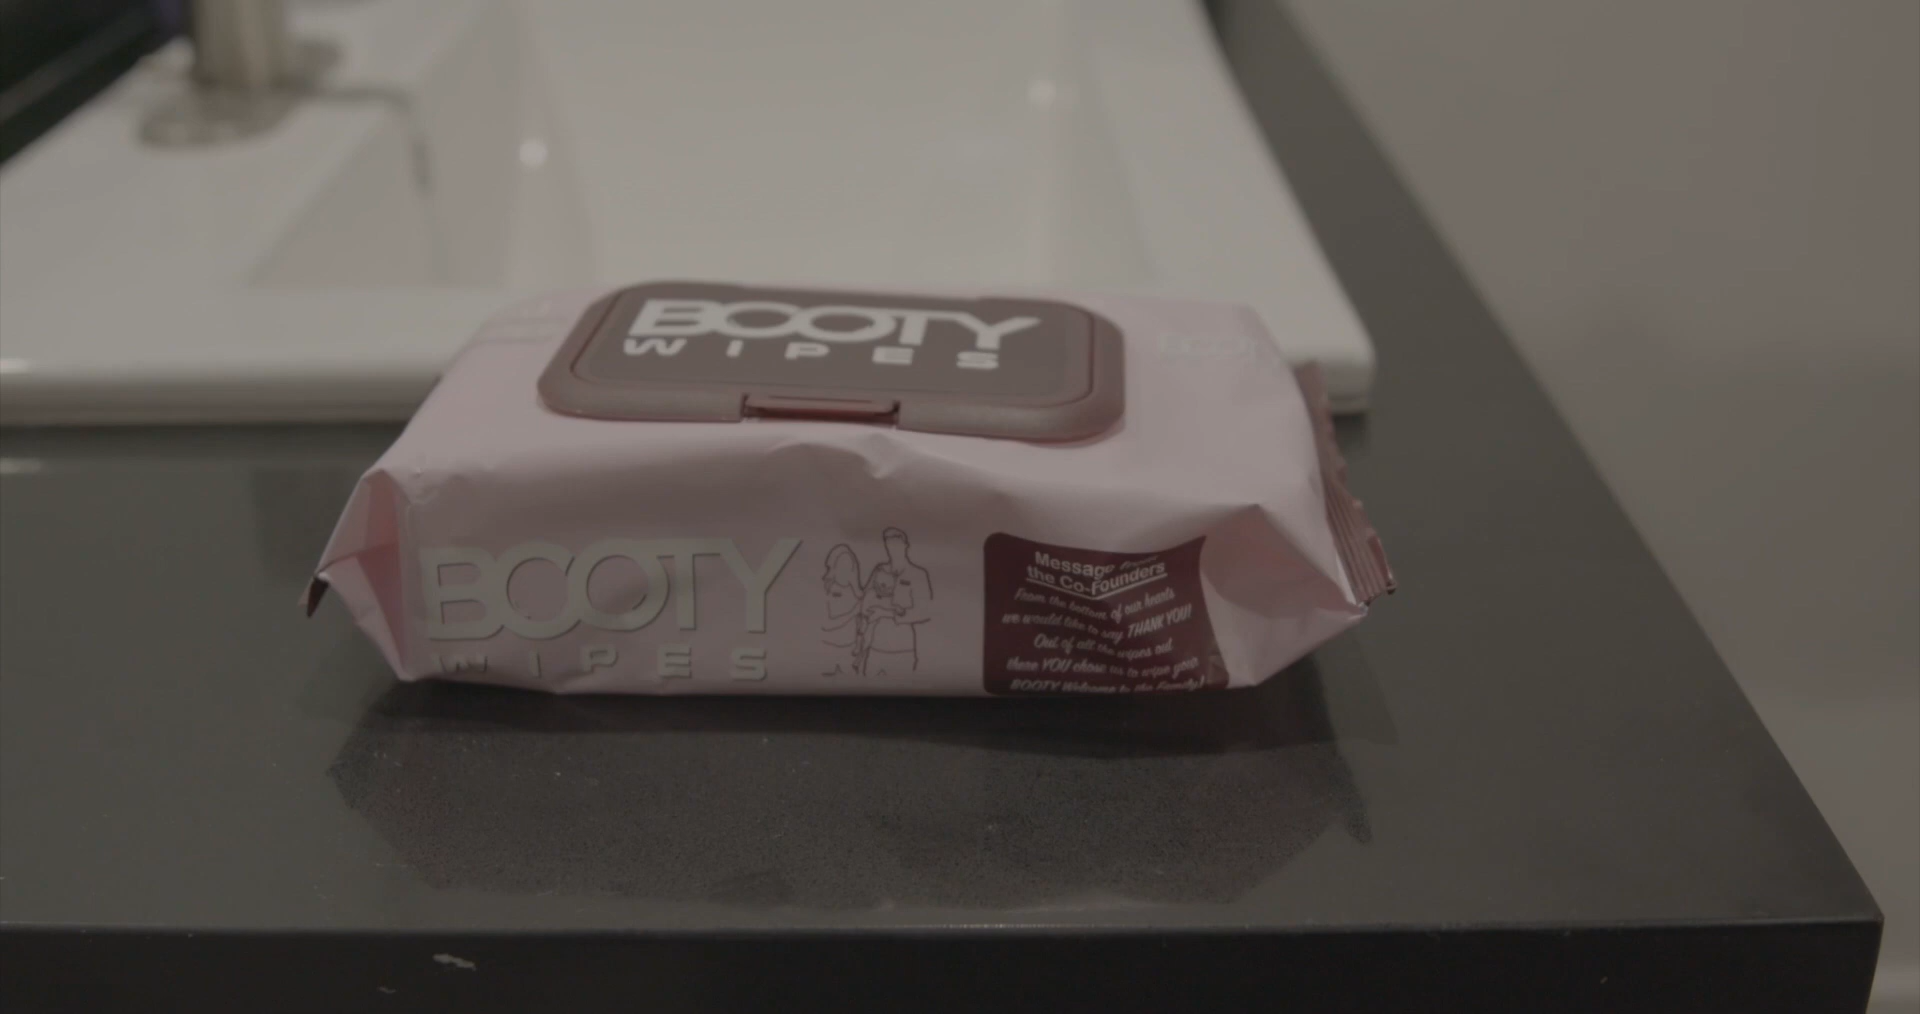 BOOTY
WIPES
BOOTY
WIPES
Message from
the Co-Founders
From the bottom of our hearts
we would like to say THANK YOU!
Out of all the wipes out
there YOU chose us to wipe your
BOOTY Welcome to the Family!